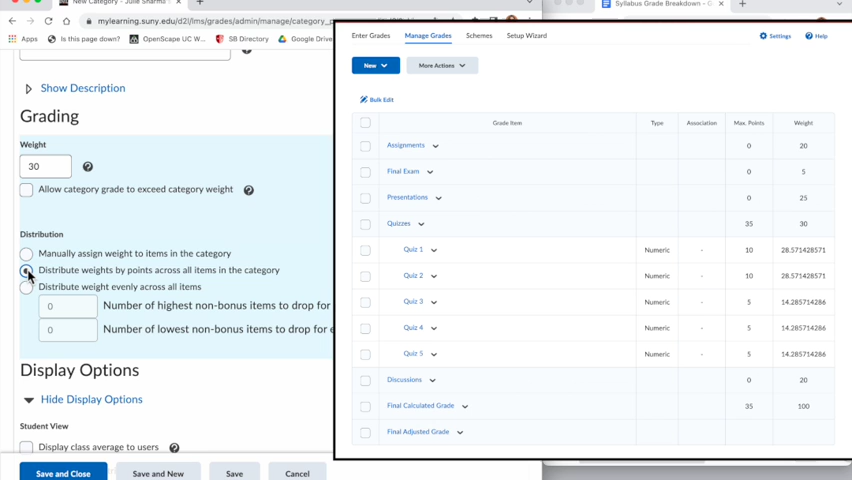 New Category - Julie Sharma's
mylearning.suny.edu/d2l/lms/grades/admin/manage/category_
Apps
Is this page down?
OpenScape UC W...
SB Directory
Google Drive
Show Description
Grading
Weight
30
Allow category grade to exceed category weight
Distribution
Manually assign weight to items in the category
Distribute weights by points across all items in the category
Distribute weight evenly across all items
0 Number of highest non-bonus items to drop for
0 Number of lowest non-bonus items to drop for
Display Options
Hide Display Options
Student View
Display class average to users
Save and Close Save and New Save Cancel
Syllabus Grade Breakdown - G
Enter Grades Manage Grades Schemes Setup Wizard Settings Help
New More Actions
Bulk Edit
Grade Item Type Association Max. Points Weight
Assignments 0 20
Final Exam 0 5
Presentations 0 25
Quizzes 35 30
Quiz 1 Numeric - 10 28.571428571
Quiz 2 Numeric - 10 28.571428571
Quiz 3 Numeric - 5 14.285714286
Quiz 4 Numeric - 5 14.285714286
Quiz 5 Numeric - 5 14.285714286
Discussions 0 20
Final Calculated Grade 35 100
Final Adjusted Grade